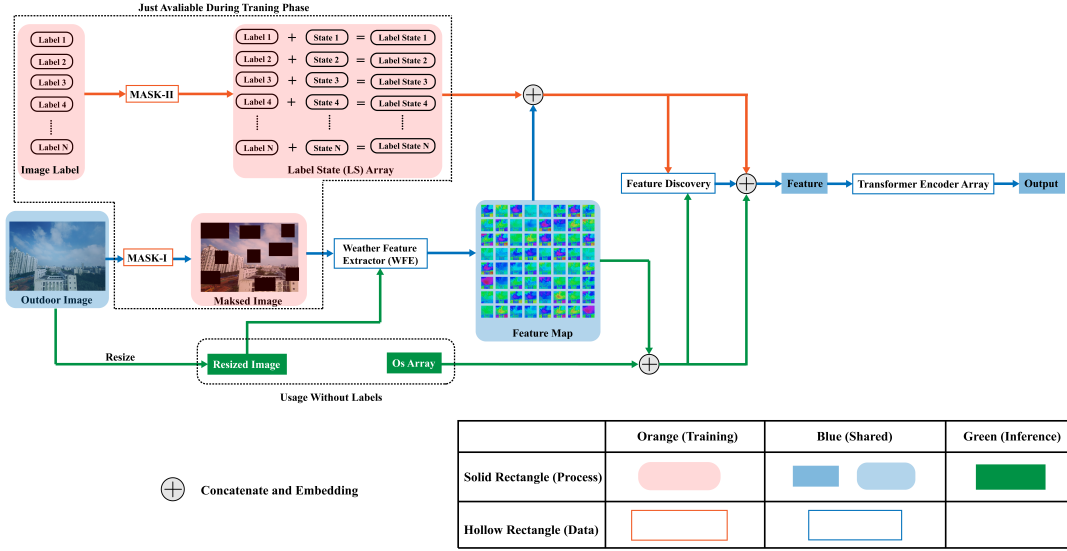 Just Avaliable During Traning Phase
Label 1
Label 2
Label 3
Label 4
Label N
Image Label
MASK-II
Label 1 + State 1 = Label State 1
Label 2 + State 2 = Label State 2
Label 3 + State 3 = Label State 3
Label 4 + State 4 = Label State 4
Label N + State N = Label State N
Label State (LS) Array
Feature Discovery
Feature
Transformer Encoder Array
Output
Outdoor Image
MASK-I
Maksed Image
Weather Feature
Extractor (WFE)
Feature Map
Resize
Resized Image
Os Array
Usage Without Labels
Concatenate and Embedding
Orange (Training) Blue (Shared) Green (Inference)
Solid Rectangle (Process)
Hollow Rectangle (Data)